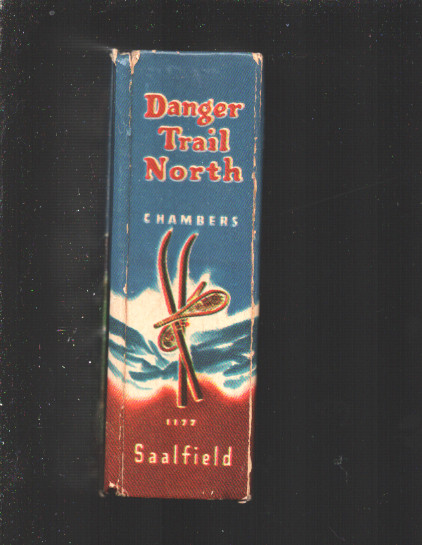 Danger
Trail
North
CHAMBERS
1177
Saalfield